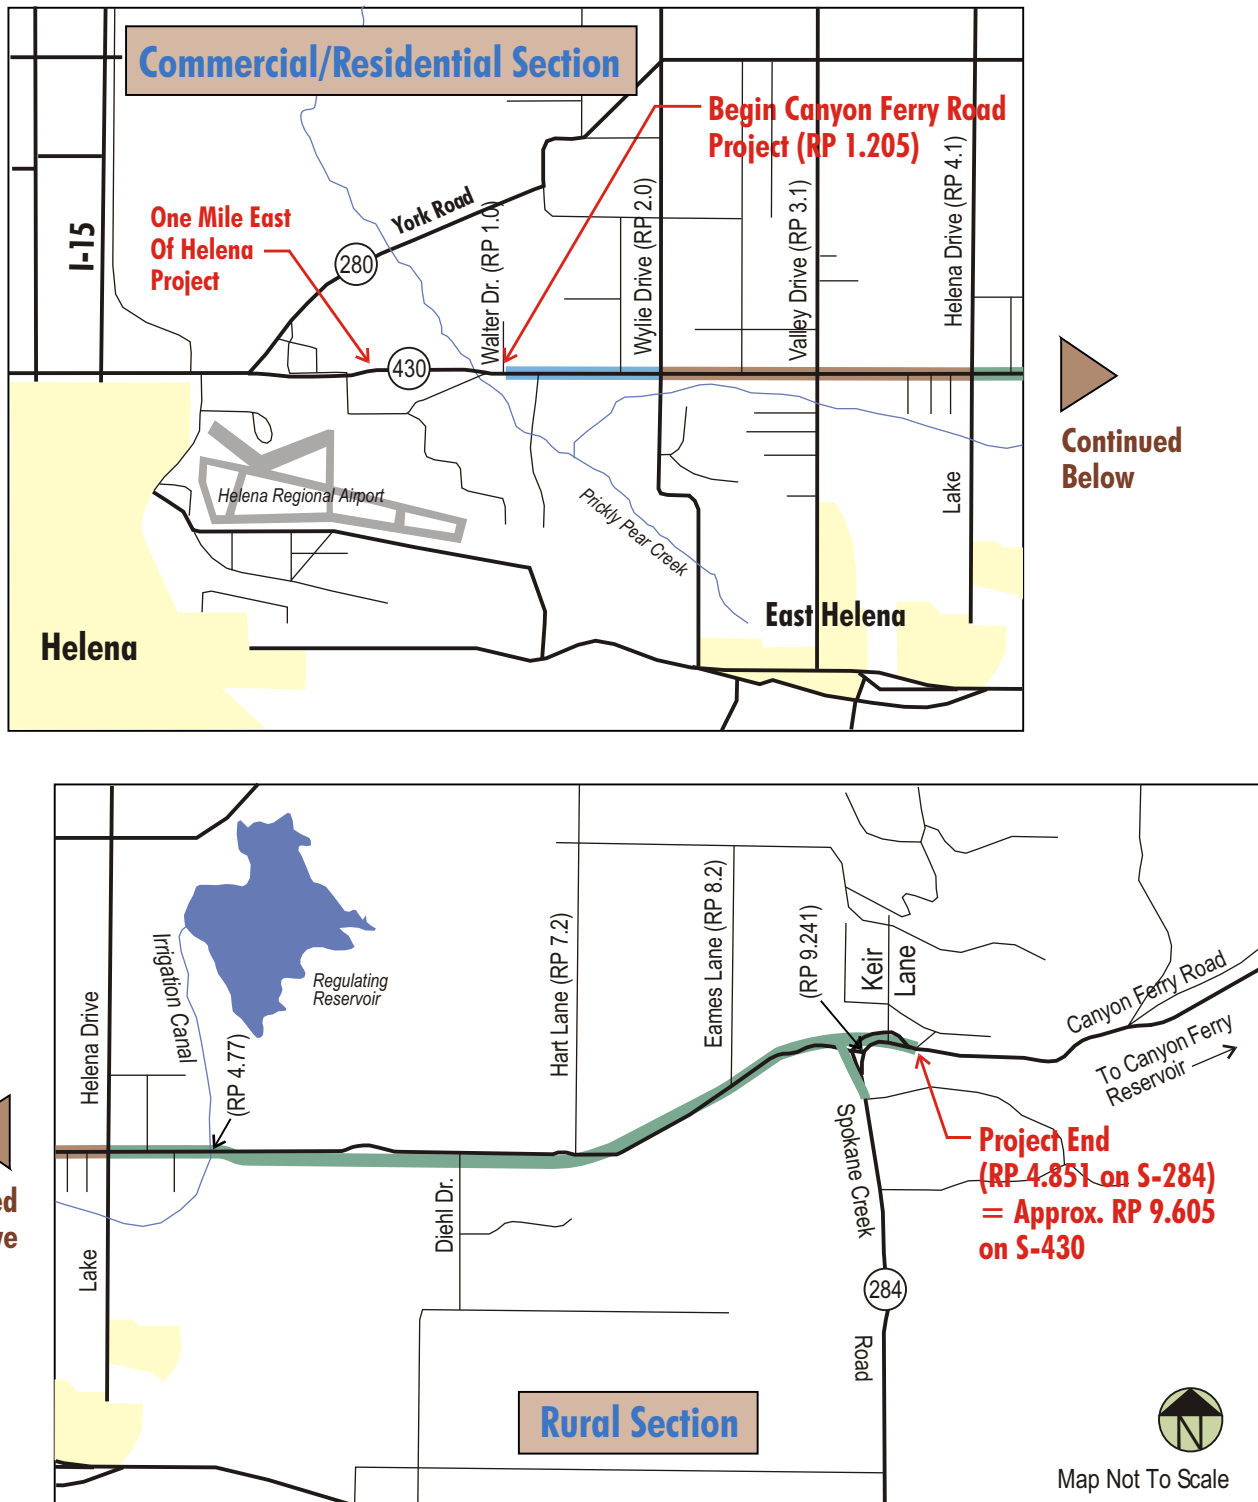 Commercial/Residential Section
Begin Canyon Ferry Road
Project (RP 1.205)
One Mile East
Of Helena
Project
I-15
York Road
280
430
Walter Dr. (RP 1.0)
Wylie Drive (RP 2.0)
Valley Drive (RP 3.1)
Helena Drive (RP 4.1)
Lake
Continued
Below
Helena Regional Airport
Prickly Pear Creek
Helena
East Helena
Helena Drive
Lake
Irrigation Canal
(RP 4.77)
Regulating
Reservoir
Hart Lane (RP 7.2)
Eames Lane (RP 8.2)
(RP 9.241)
Keir
Lane
Canyon Ferry Road
To Canyon Ferry
Reservoir
Diehl Dr.
Spokane Creek
Road
284
Project End
(RP 4.851 on S-284)
= Approx. RP 9.605
on S-430
Rural Section
N
Map Not To Scale